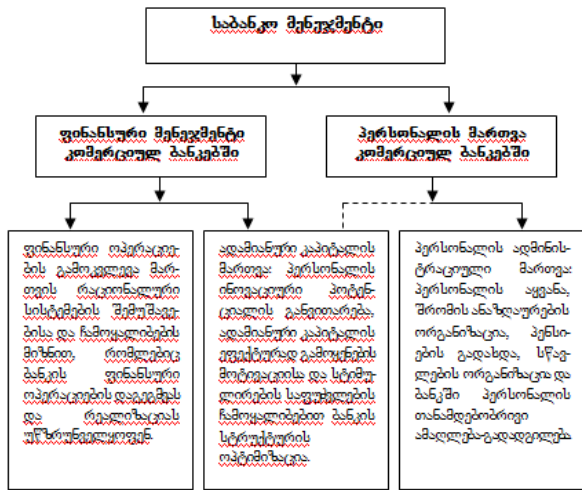 საბანკო მენეჯმენტი
ფინანსური მენეჯმენტი
კომერციულ ბანკებში
პერსონალის მართვა
კომერციულ ბანკებში
ფინანსური ოპერაციე-
ბის გამოკვლევა მარ-
თვის რაციონალური
სისტემების შემუშავე-
ბისა და ჩამოყალიბების
მიზნით, რომლებიც
ბანკის ფინანსური
ოპერაციების დაგეგმვას
და რეალიზაციას
უწზრუნველყოფენ.
ადამიანური კაპიტალის
მართვა: პერსონალის
ინოვაციური პოტენ-
ციალის განვითარება,
ადამიანური კაპიტალის
ეფექტურად გამოყენების
მოტივაციისა და სტიმუ-
ლირების საფუძვლების
ჩამოყალიბებით ბანკის
სტრუქტურის
ოპტიმიზაცია.
პერსონალის ადმინის-
ტრაციული მართვა:
პერსონალის აყვანა,
შრომის ანაზღაურების
ორგანიზაცია, პენსი-
ების გადახდა, სწავ-
ლების ორგანიზაცია და
ბანკში პერსონალის
თანამდებობრივი
ამაღლება-გადადგილება